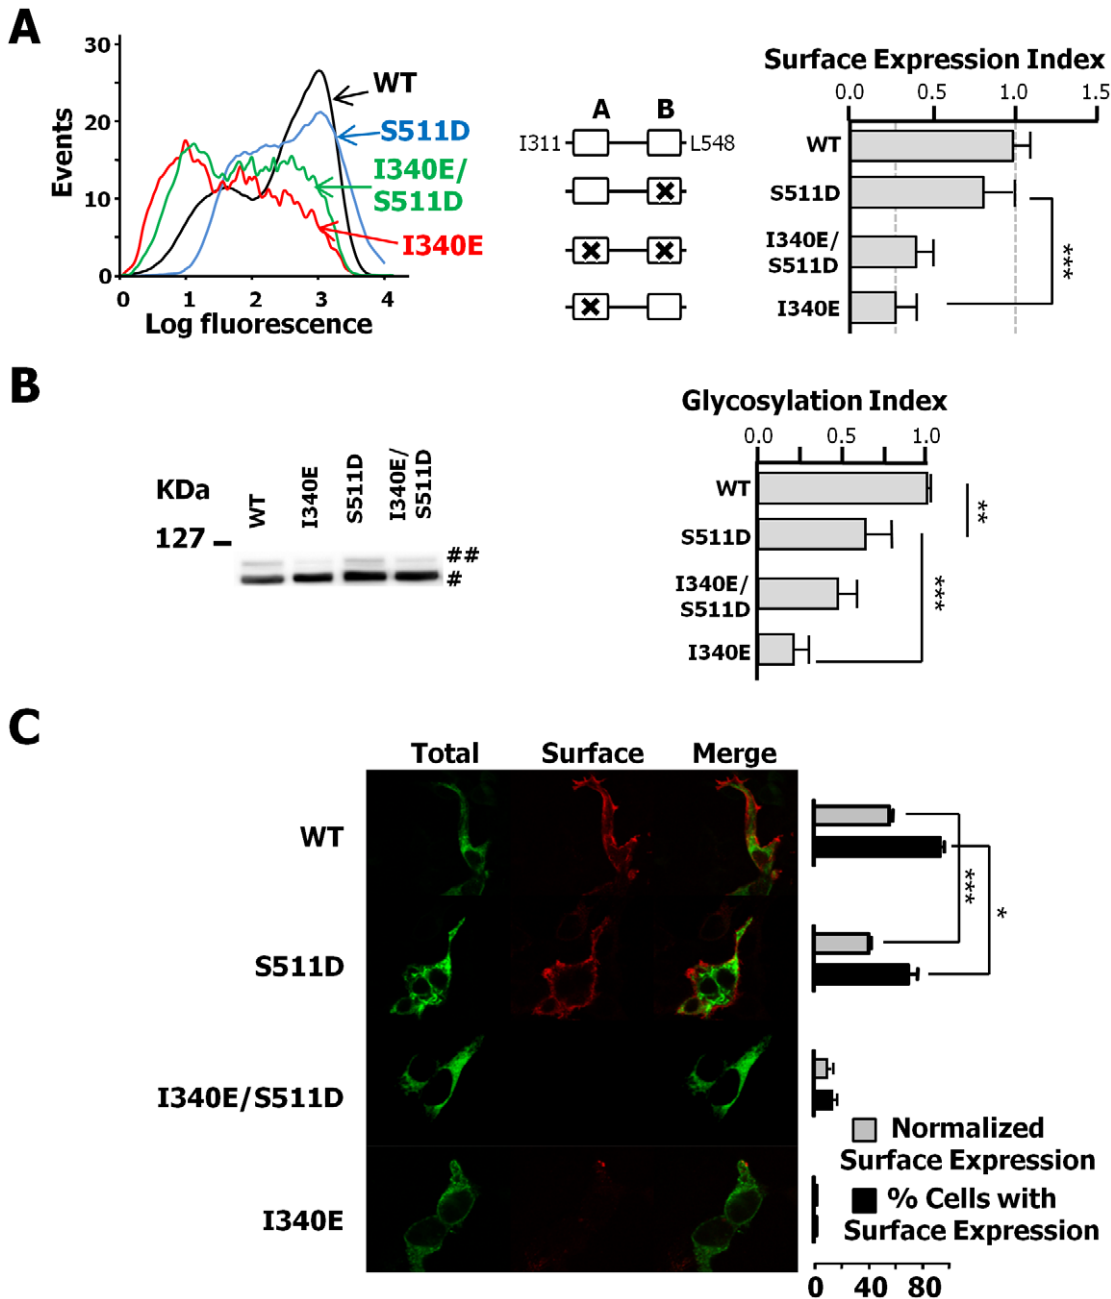 A
30
20
10
0
Events
WT
S511D
I340E/
S511D
I340E
0 1 2 3 4
Log fluorescence
A B
I311 L548
Surface Expression Index
0.0 0.5 1.0 1.5
WT
S511D
I340E/
S511D
I340E
***
B
KDa
127
WT
I340E
S511D
I340E/
S511D
##
#
Glycosylation Index
0.0 0.5 1.0
WT
S511D
I340E/
S511D
I340E
**
***
C
Total Surface Merge
WT
S511D
I340E/S511D
I340E
***
*
Normalized
Surface Expression
% Cells with
Surface Expression
0 40 80